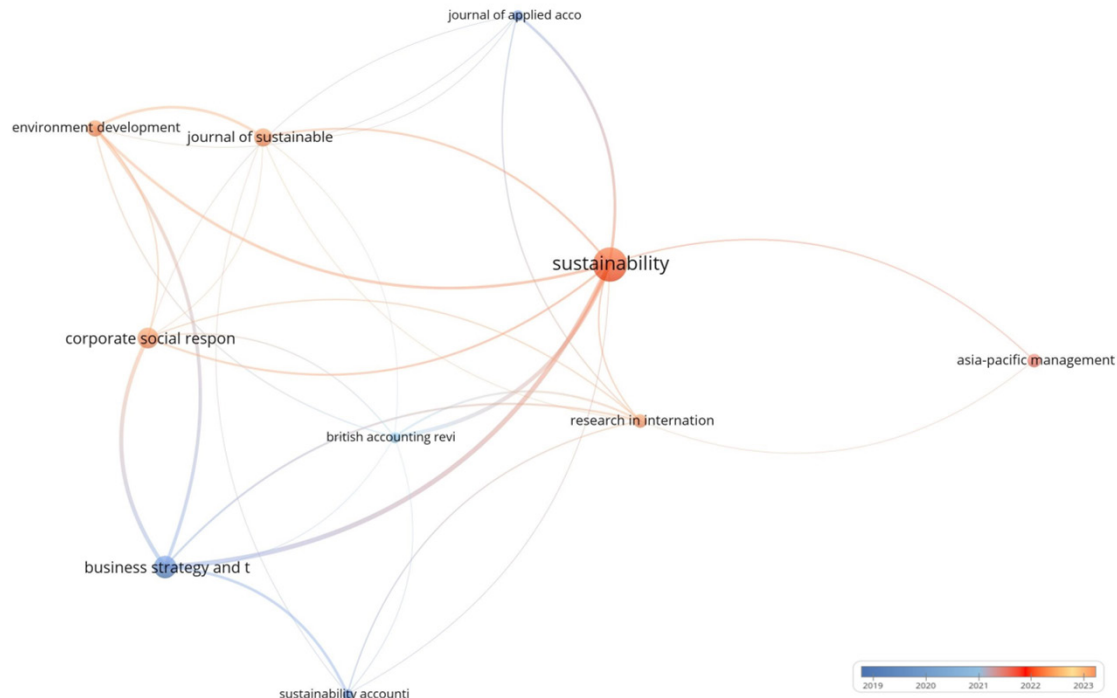 journal of applied acco
environment development
journal of sustainable
sustainability
corporate social respon
asia-pacific management
research in internation
british accounting revi
business strategy and t
sustainability accounti
2019 2020 2021 2022 2023